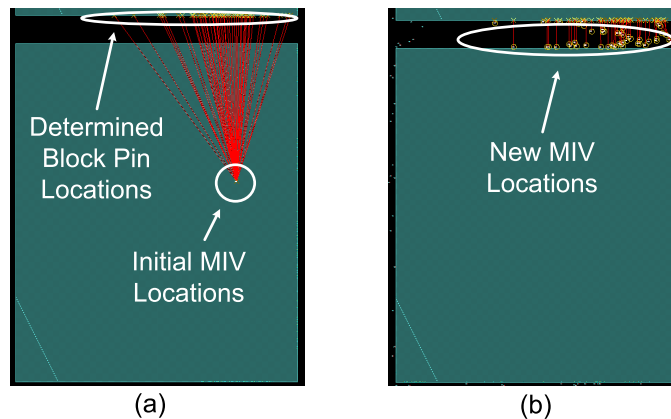 Determined
Block Pin
Locations
Initial MIV
Locations
(a)
New MIV
Locations
(b)